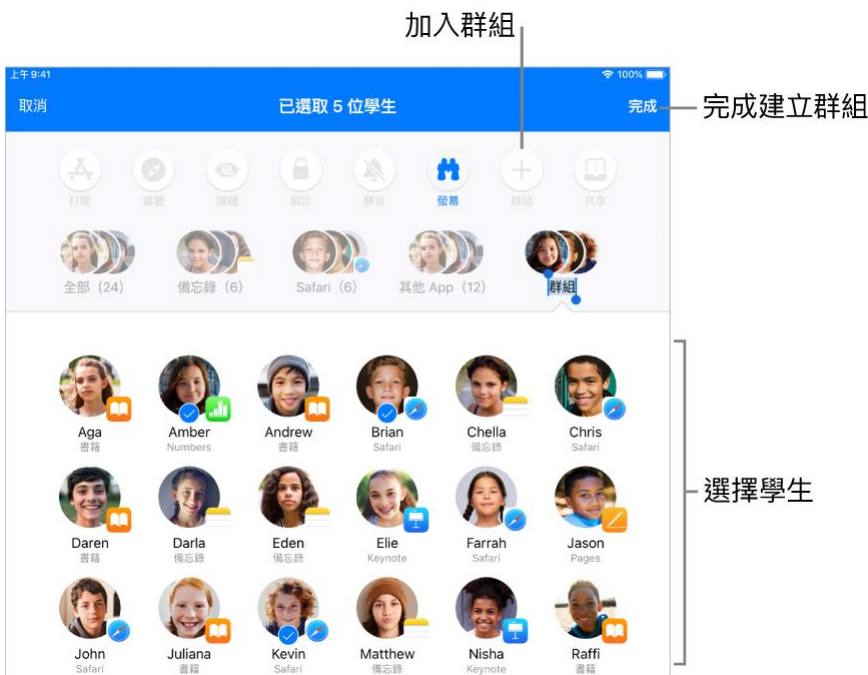 加入群組
上午 9:41
100%
取消
已選取 5 位學生
完成
完成建立群組
打開
導覽
隱藏
鎖定
靜音
螢幕
群組
共享
全部（24）
備忘錄（6）
Safari（6）
其他 App（12）
群組
Aga
Amber
Andrew
Brian
Chella
Chris
書籍
Numbers
書籍
Safari
備忘錄
Safari
選擇學生
Daren
Darla
Eden
Elie
Farrah
Jason
書籍
備忘錄
備忘錄
Keynote
Safari
Pages
John
Juliana
Kevin
Matthew
Nisha
Raffi
Safari
書籍
Safari
備忘錄
Keynote
書籍